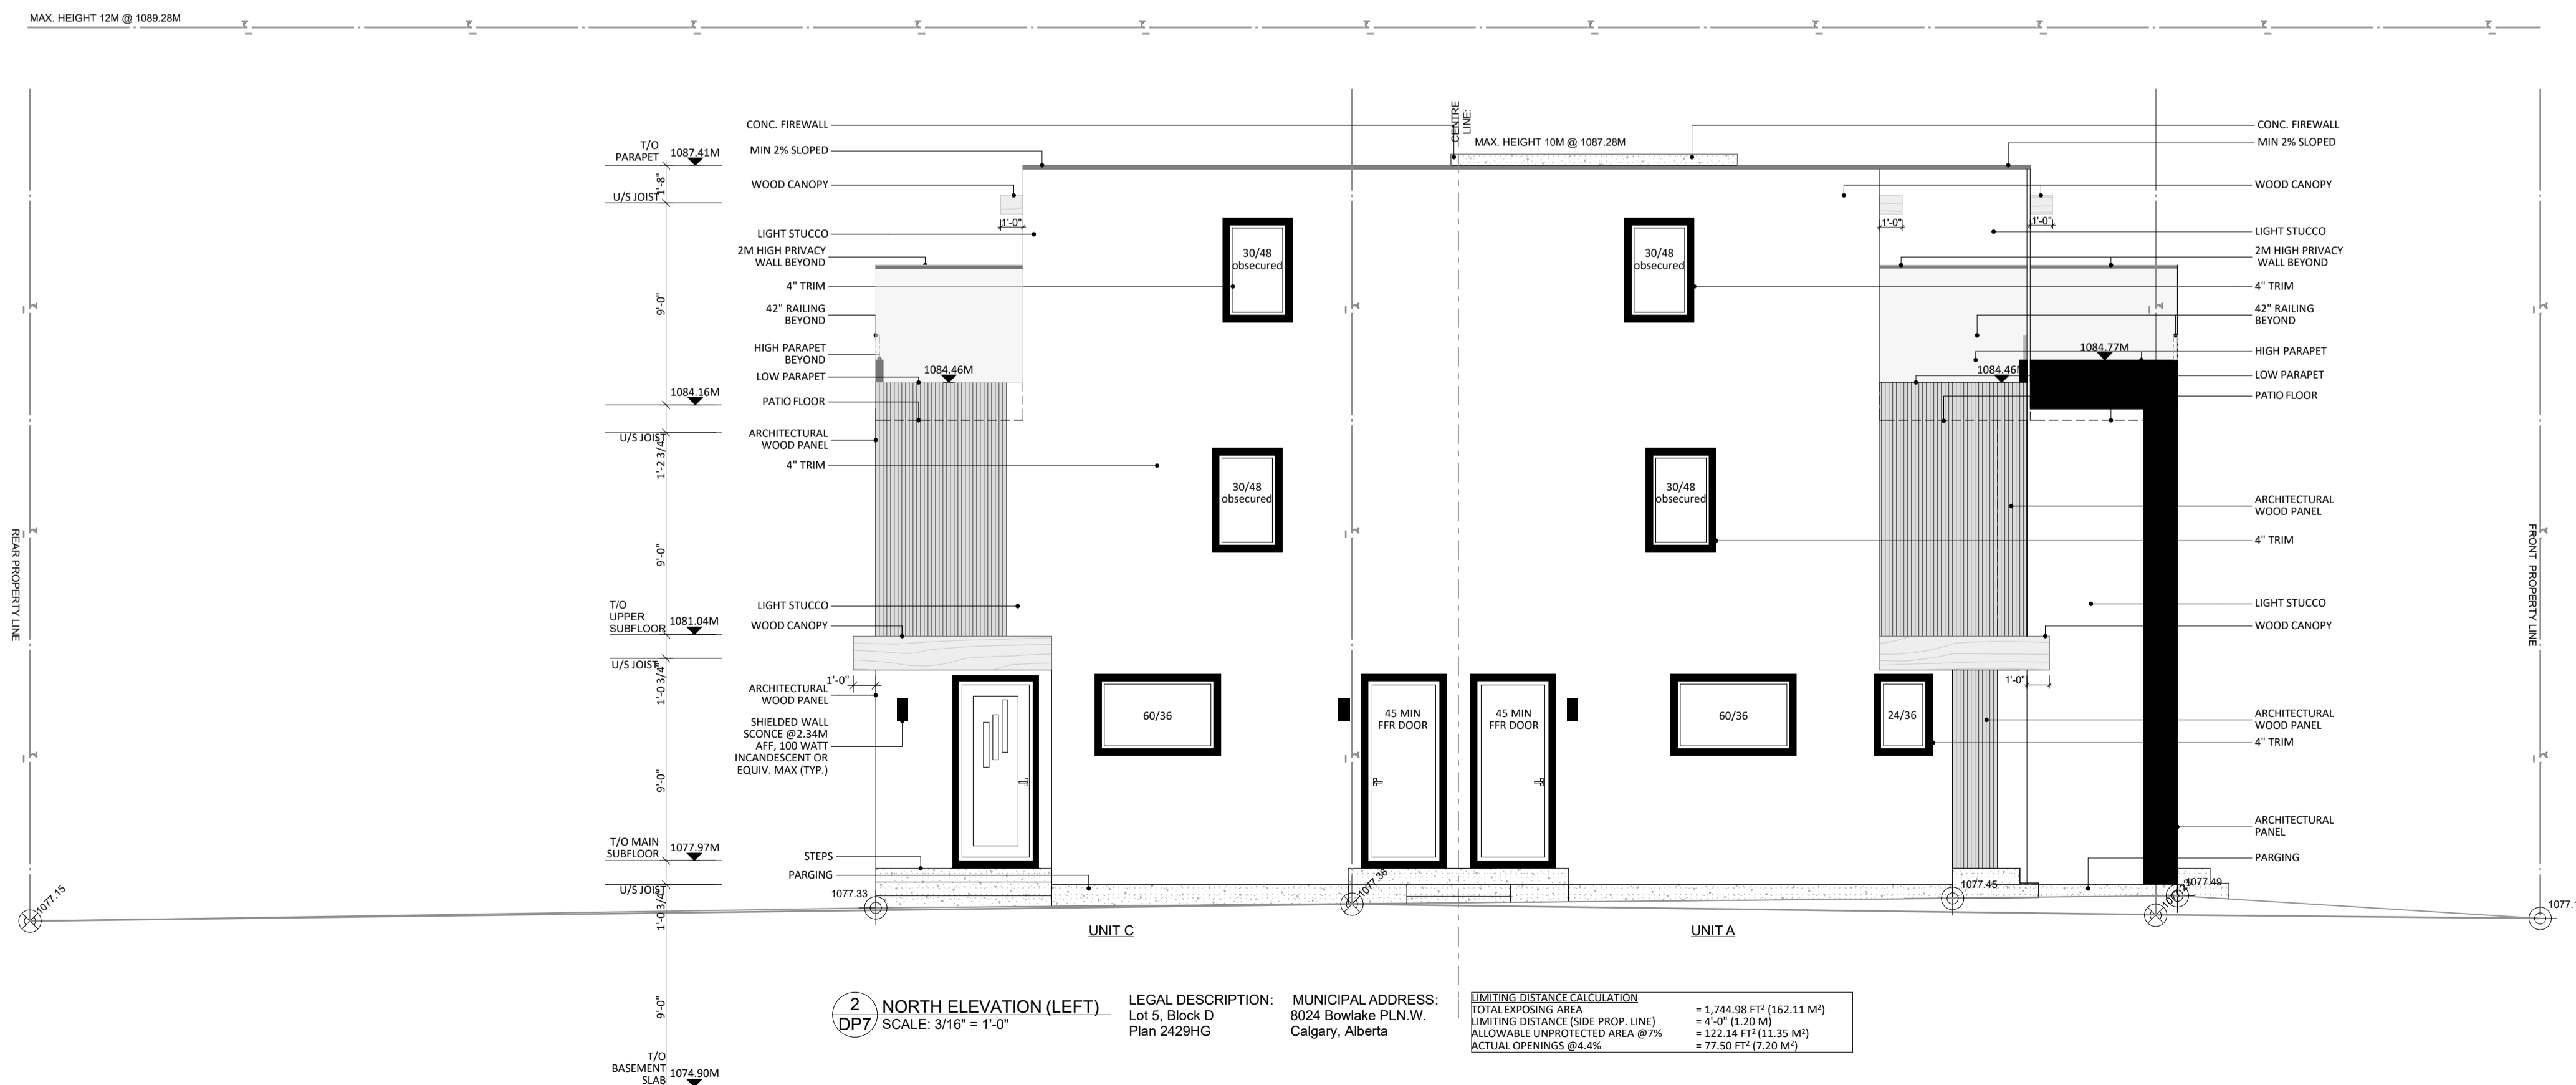 MAX. HEIGHT 12M @ 1089.28M
CENTRE
LINE:
MAX. HEIGHT 10M @ 1087.28M
REAR PROPERTY LINE
FRONT PROPERTY LINE
T/O
PARAPET
1087.41M
1'-8"
U/S JOIST
9'-0"
1084.16M
U/S JOIST
1'-2 3/4"
9'-0"
T/O
UPPER
SUBFLOOR
1081.04M
U/S JOIST
1'-0 3/4"
9'-0"
T/O MAIN
SUBFLOOR
1077.97M
U/S JOIST
1'-0 3/4"
9'-0"
T/O
BASEMENT
SLAB
1074.90M
CONC. FIREWALL
MIN 2% SLOPED
WOOD CANOPY
LIGHT STUCCO
2M HIGH PRIVACY
WALL BEYOND
4" TRIM
42" RAILING
BEYOND
HIGH PARAPET
BEYOND
LOW PARAPET
PATIO FLOOR
ARCHITECTURAL
WOOD PANEL
4" TRIM
LIGHT STUCCO
WOOD CANOPY
ARCHITECTURAL
WOOD PANEL
SHIELDED WALL
SCONCE @2.34M
AFF, 100 WATT
INCANDESCENT OR
EQUIV. MAX (TYP.)
STEPS
PARGING
1'-0"
1'-0"
1'-0"
1'-0"
1'-0"
30/48
obsecured
30/48
obsecured
30/48
obsecured
30/48
obsecured
1084.46M
1084.46M
1084.77M
60/36
45 MIN
FFR DOOR
45 MIN
FFR DOOR
60/36
24/36
CONC. FIREWALL
MIN 2% SLOPED
WOOD CANOPY
LIGHT STUCCO
2M HIGH PRIVACY
WALL BEYOND
4" TRIM
42" RAILING
BEYOND
HIGH PARAPET
LOW PARAPET
PATIO FLOOR
ARCHITECTURAL
WOOD PANEL
4" TRIM
LIGHT STUCCO
WOOD CANOPY
ARCHITECTURAL
WOOD PANEL
4" TRIM
ARCHITECTURAL
PANEL
PARGING
1077.15
1077.33
1077.38
1077.45
1077.49
UNIT C
UNIT A
2
DP7
NORTH ELEVATION (LEFT)
SCALE: 3/16" = 1'-0"
LEGAL DESCRIPTION:
Lot 5, Block D
Plan 2429HG
MUNICIPAL ADDRESS:
8024 Bowlake PLN.W.
Calgary, Alberta
LIMITING DISTANCE CALCULATION
TOTAL EXPOSING AREA = 1,744.98 FT² (162.11 M²)
LIMITING DISTANCE (SIDE PROP. LINE) = 4'-0" (1.20 M)
ALLOWABLE UNPROTECTED AREA @7% = 122.14 FT² (11.35 M²)
ACTUAL OPENINGS @4.4% = 77.50 FT² (7.20 M²)